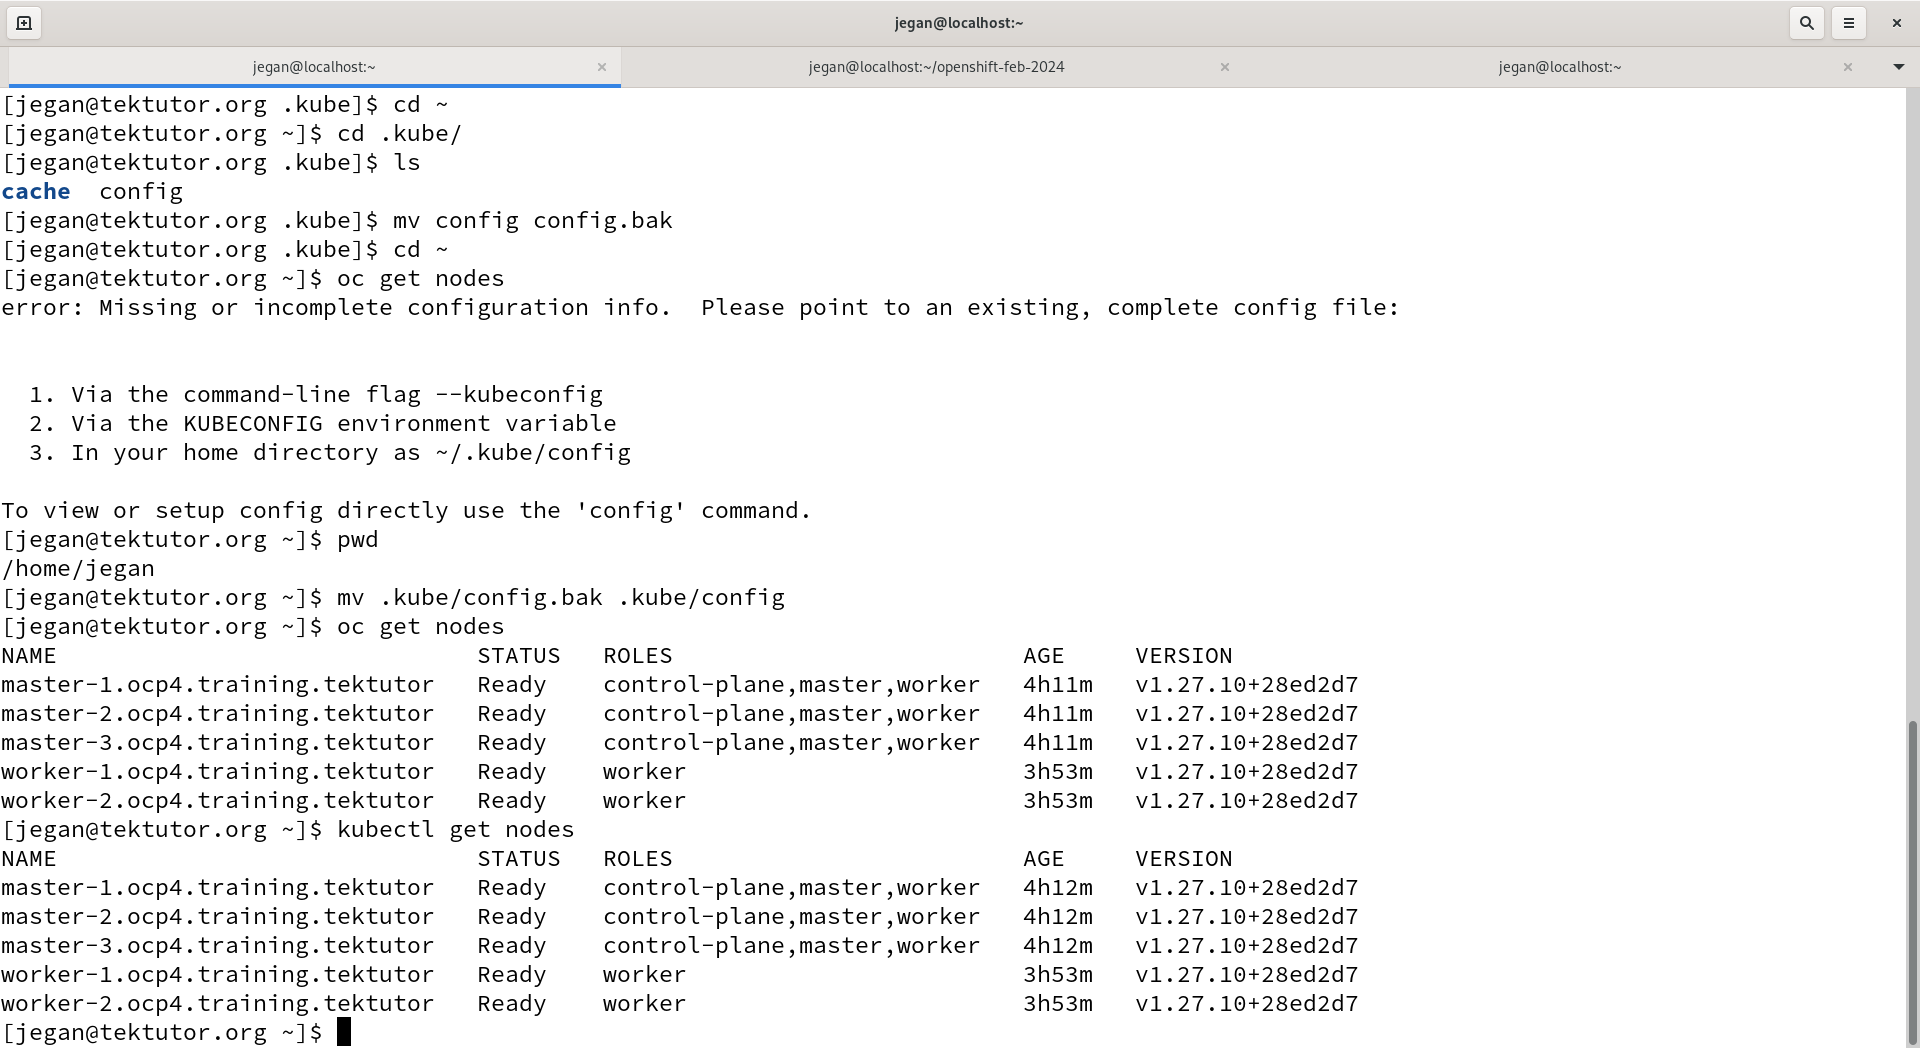 jegan@localhost:~
jegan@localhost:~ × jegan@localhost:~/openshift-feb-2024 × jegan@localhost:~ ×
[jegan@tektutor.org .kube]$ cd ~
[jegan@tektutor.org ~]$ cd .kube/
[jegan@tektutor.org .kube]$ ls
cache  config
[jegan@tektutor.org .kube]$ mv config config.bak
[jegan@tektutor.org .kube]$ cd ~
[jegan@tektutor.org ~]$ oc get nodes
error: Missing or incomplete configuration info.  Please point to an existing, complete config file:
  1. Via the command-line flag --kubeconfig
  2. Via the KUBECONFIG environment variable
  3. In your home directory as ~/.kube/config
To view or setup config directly use the 'config' command.
[jegan@tektutor.org ~]$ pwd
/home/jegan
[jegan@tektutor.org ~]$ mv .kube/config.bak .kube/config
[jegan@tektutor.org ~]$ oc get nodes
NAME                              STATUS   ROLES                         AGE     VERSION
master-1.ocp4.training.tektutor   Ready    control-plane,master,worker   4h11m   v1.27.10+28ed2d7
master-2.ocp4.training.tektutor   Ready    control-plane,master,worker   4h11m   v1.27.10+28ed2d7
master-3.ocp4.training.tektutor   Ready    control-plane,master,worker   4h11m   v1.27.10+28ed2d7
worker-1.ocp4.training.tektutor   Ready    worker                        3h53m   v1.27.10+28ed2d7
worker-2.ocp4.training.tektutor   Ready    worker                        3h53m   v1.27.10+28ed2d7
[jegan@tektutor.org ~]$ kubectl get nodes
NAME                              STATUS   ROLES                         AGE     VERSION
master-1.ocp4.training.tektutor   Ready    control-plane,master,worker   4h12m   v1.27.10+28ed2d7
master-2.ocp4.training.tektutor   Ready    control-plane,master,worker   4h12m   v1.27.10+28ed2d7
master-3.ocp4.training.tektutor   Ready    control-plane,master,worker   4h12m   v1.27.10+28ed2d7
worker-1.ocp4.training.tektutor   Ready    worker                        3h53m   v1.27.10+28ed2d7
worker-2.ocp4.training.tektutor   Ready    worker                        3h53m   v1.27.10+28ed2d7
[jegan@tektutor.org ~]$